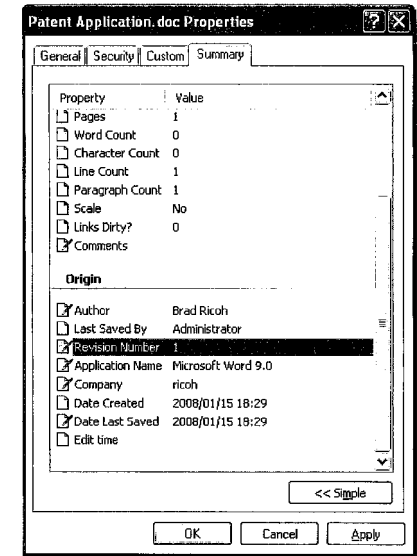 Patent Application.doc Properties
General Security Custom Summary
Property Value
Pages 1
Word Count 0
Character Count 0
Line Count 1
Paragraph Count 1
Scale No
Links Dirty? 0
Comments
Origin
Author Brad Ricoh
Last Saved By Administrator
Revision Number 1
Application Name Microsoft Word 9.0
Company ricoh
Date Created 2008/01/15 18:29
Date Last Saved 2008/01/15 18:29
Edit time
<< Simple
OK Cancel Apply